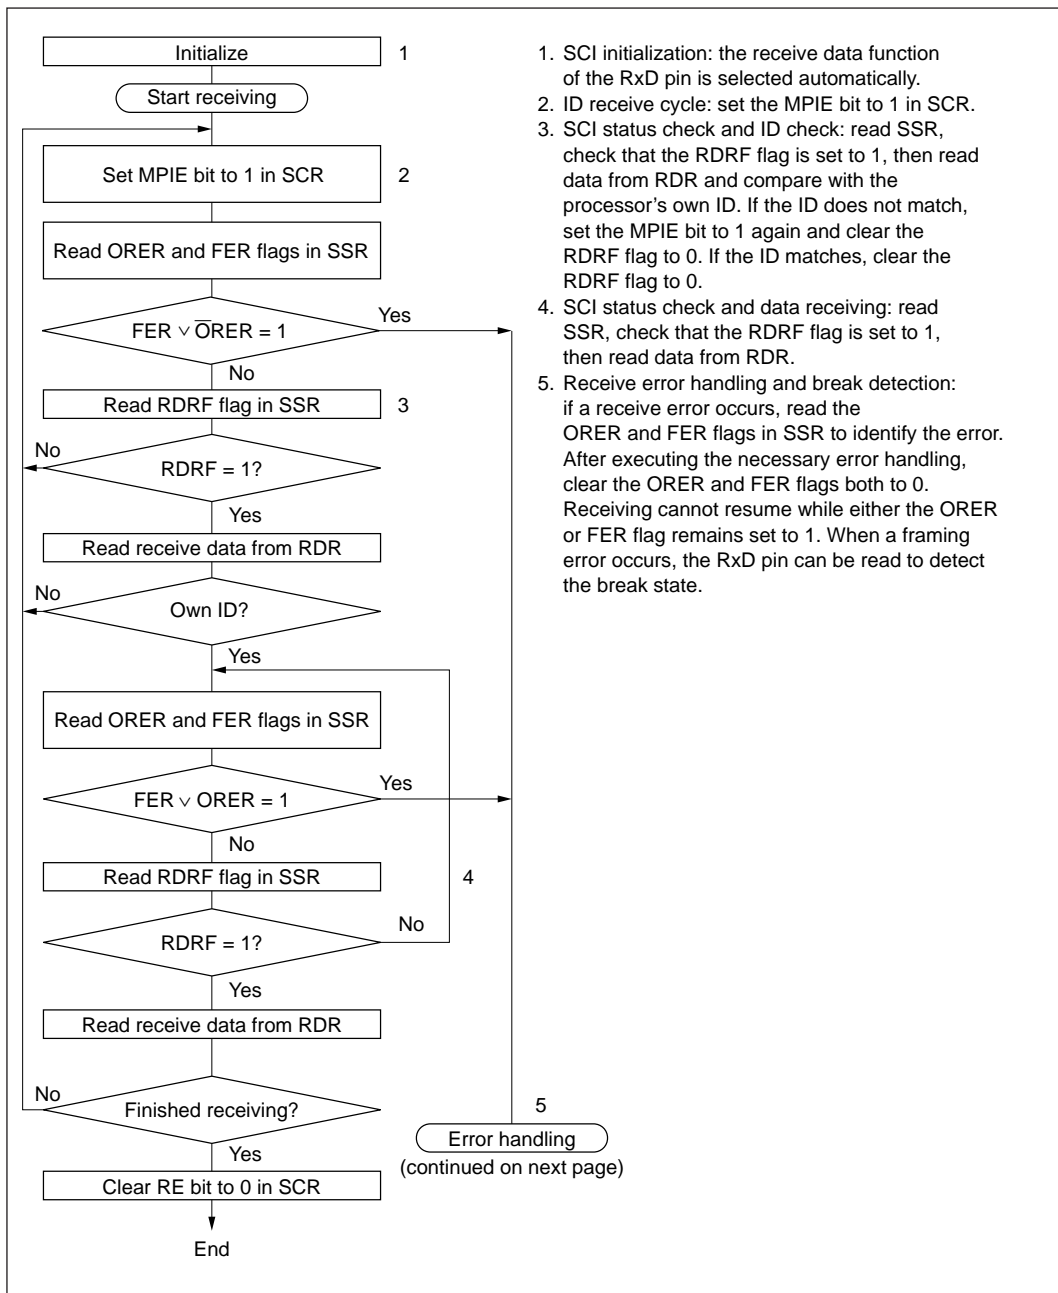 Initialize
1
Start receiving
Set MPIE bit to 1 in SCR
2
Read ORER and FER flags in SSR
FER ∨ O̅RER = 1
Yes
No
Read RDRF flag in SSR
3
No
RDRF = 1?
Yes
Read receive data from RDR
No
Own ID?
Yes
Read ORER and FER flags in SSR
Yes
FER ∨ ORER = 1
No
Read RDRF flag in SSR
4
No
RDRF = 1?
Yes
Read receive data from RDR
No
Finished receiving?
5
Error handling
(continued on next page)
Yes
Clear RE bit to 0 in SCR
End
1. SCI initialization: the receive data function
of the RxD pin is selected automatically.
2. ID receive cycle: set the MPIE bit to 1 in SCR.
3. SCI status check and ID check: read SSR,
check that the RDRF flag is set to 1, then read
data from RDR and compare with the
processor's own ID. If the ID does not match,
set the MPIE bit to 1 again and clear the
RDRF flag to 0. If the ID matches, clear the
RDRF flag to 0.
4. SCI status check and data receiving: read
SSR, check that the RDRF flag is set to 1,
then read data from RDR.
5. Receive error handling and break detection:
if a receive error occurs, read the
ORER and FER flags in SSR to identify the error.
After executing the necessary error handling,
clear the ORER and FER flags both to 0.
Receiving cannot resume while either the ORER
or FER flag remains set to 1. When a framing
error occurs, the RxD pin can be read to detect
the break state.